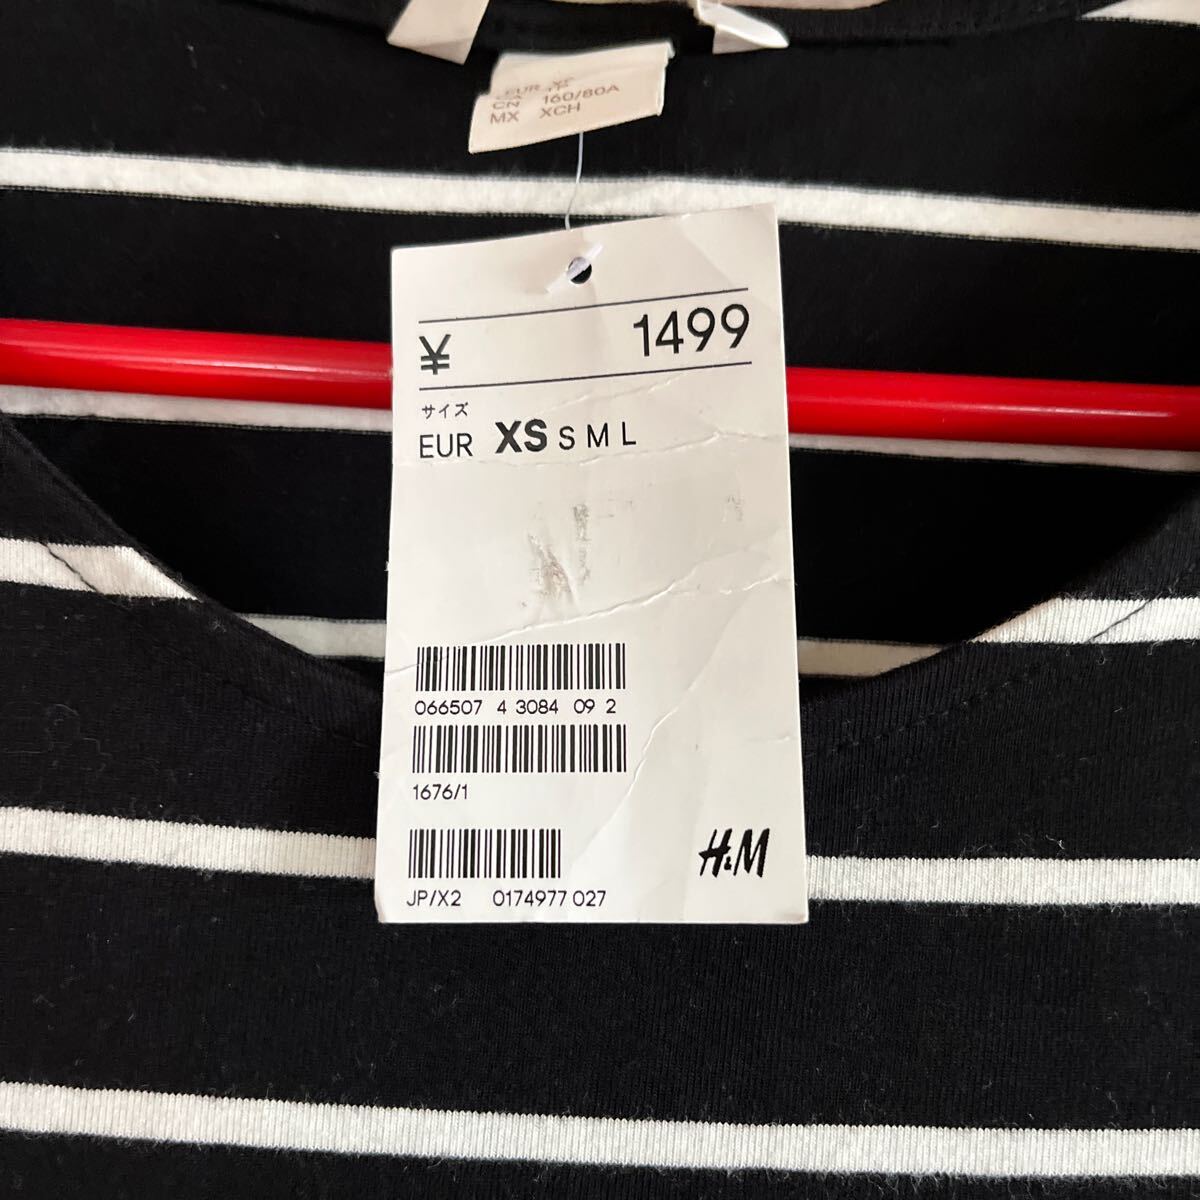 EUR XS
CN 160/80A
MX XCH
¥ 1499
サイズ
EUR XS S M L
066507 4 3084 09 2
1676/1
H&M
JP/X2 0174977 027